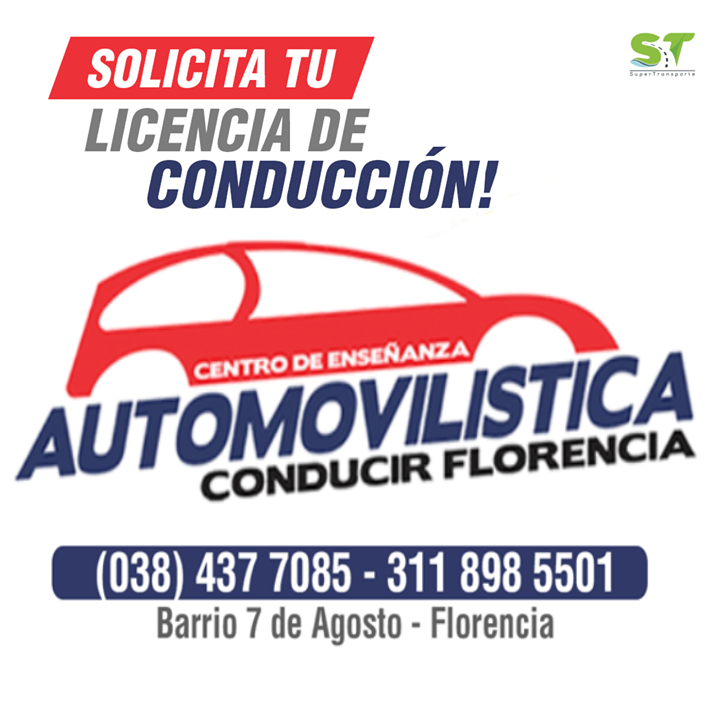 SOLICITA TU
LICENCIA DE
CONDUCCIÓN!
ST
SuperTransporte
CENTRO DE ENSEÑANZA
AUTOMOVILISTICA
CONDUCIR FLORENCIA
(038) 437 7085 - 311 898 5501
Barrio 7 de Agosto - Florencia